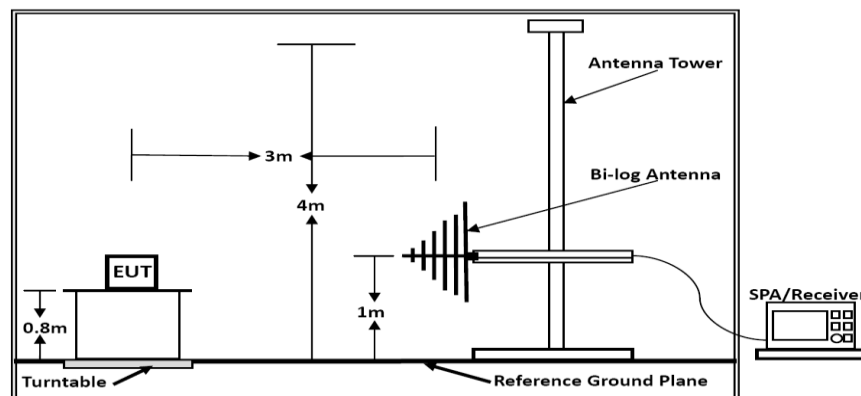 Antenna Tower
3m
Bi-log Antenna
4m
EUT
SPA/Receiver
0.8m
1m
Turntable
Reference Ground Plane